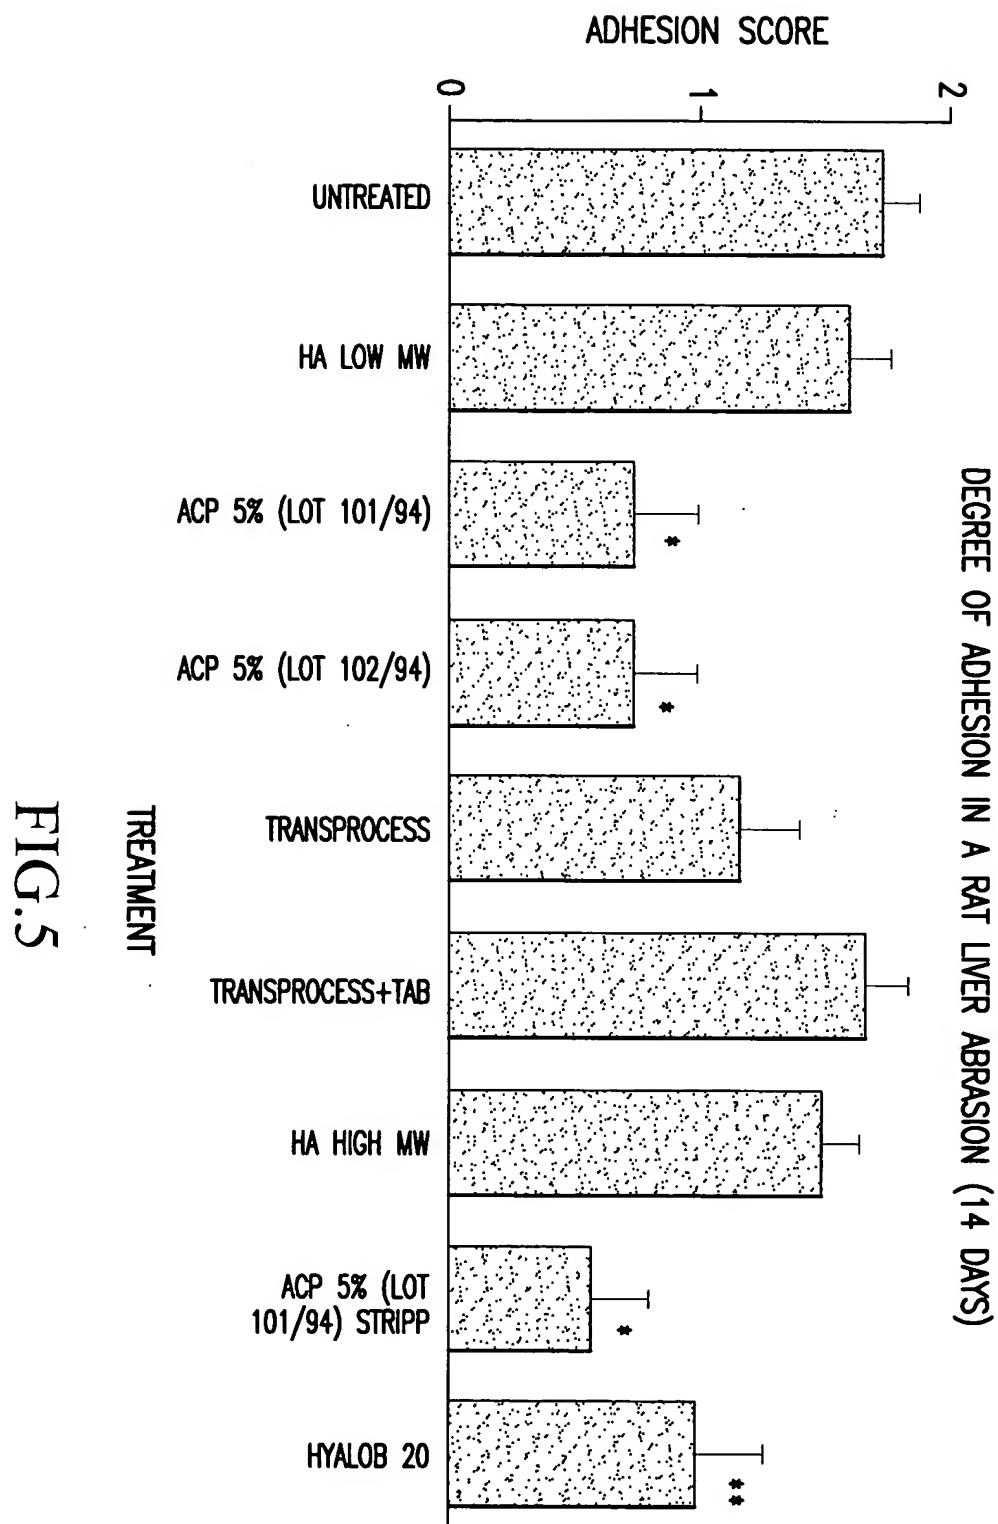 DEGREE OF ADHESION IN A RAT LIVER ABRASION (14 DAYS)
ADHESION SCORE
2
1
0
UNTREATED
HA LOW MW
ACP 5% (LOT 101/94)
*
ACP 5% (LOT 102/94)
*
TRANSPROCESS
TRANSPROCESS+TAB
HA HIGH MW
ACP 5% (LOT
101/94) STRIPP
*
HYALOB 20
**
TREATMENT
FIG.5